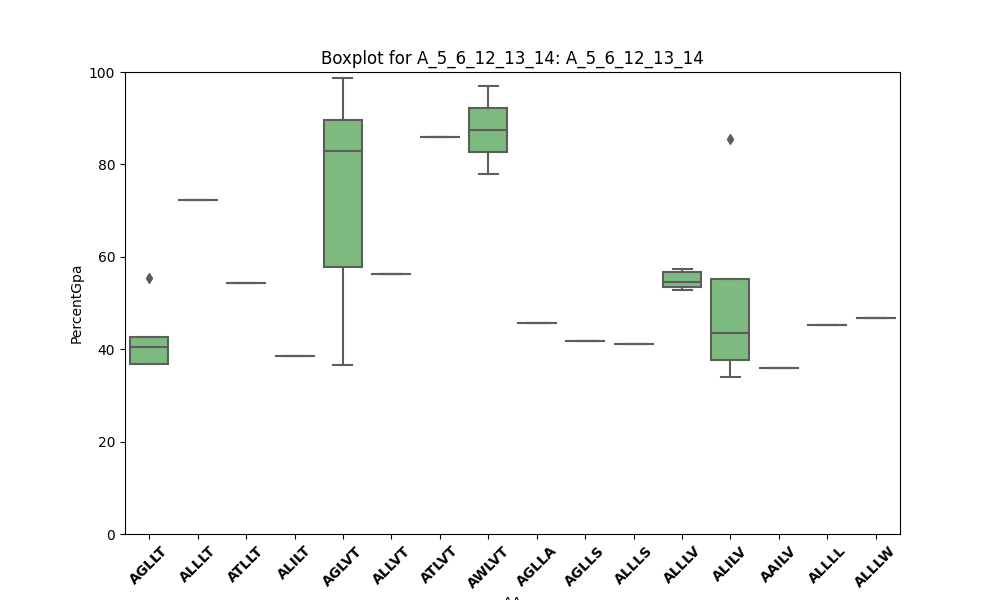 Boxplot for A_5_6_12_13_14: A_5_6_12_13_14
PercentGpa
100
80
60
40
20
0
AGLLT ALLLT ATLLT ALILT AGLVT ALLVT ATLVT AWLVT AGLLA AGLLS ALLLS ALLLV ALILV AAILV ALLLL ALLLW